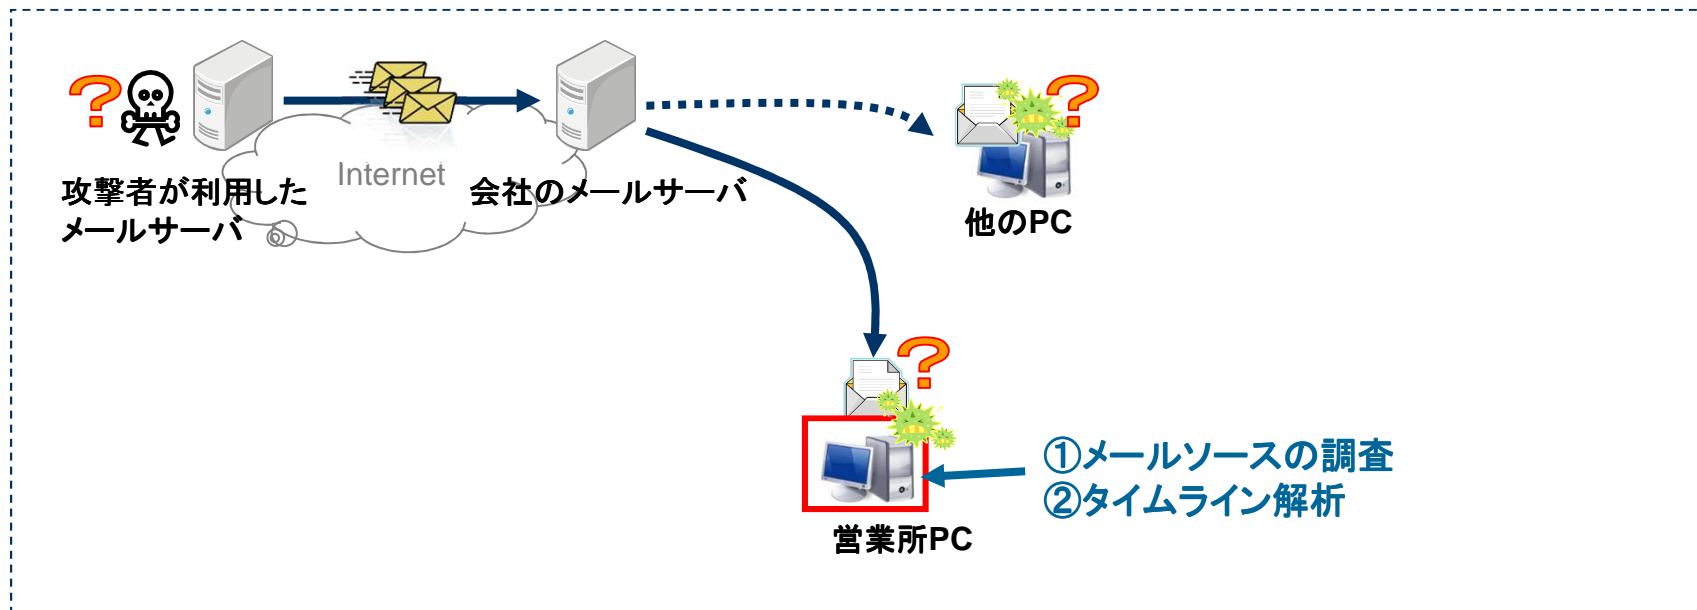 Internet
攻撃者が利用した
メールサーバ
会社のメールサーバ
他のPC
①メールソースの調査
②タイムライン解析
営業所PC